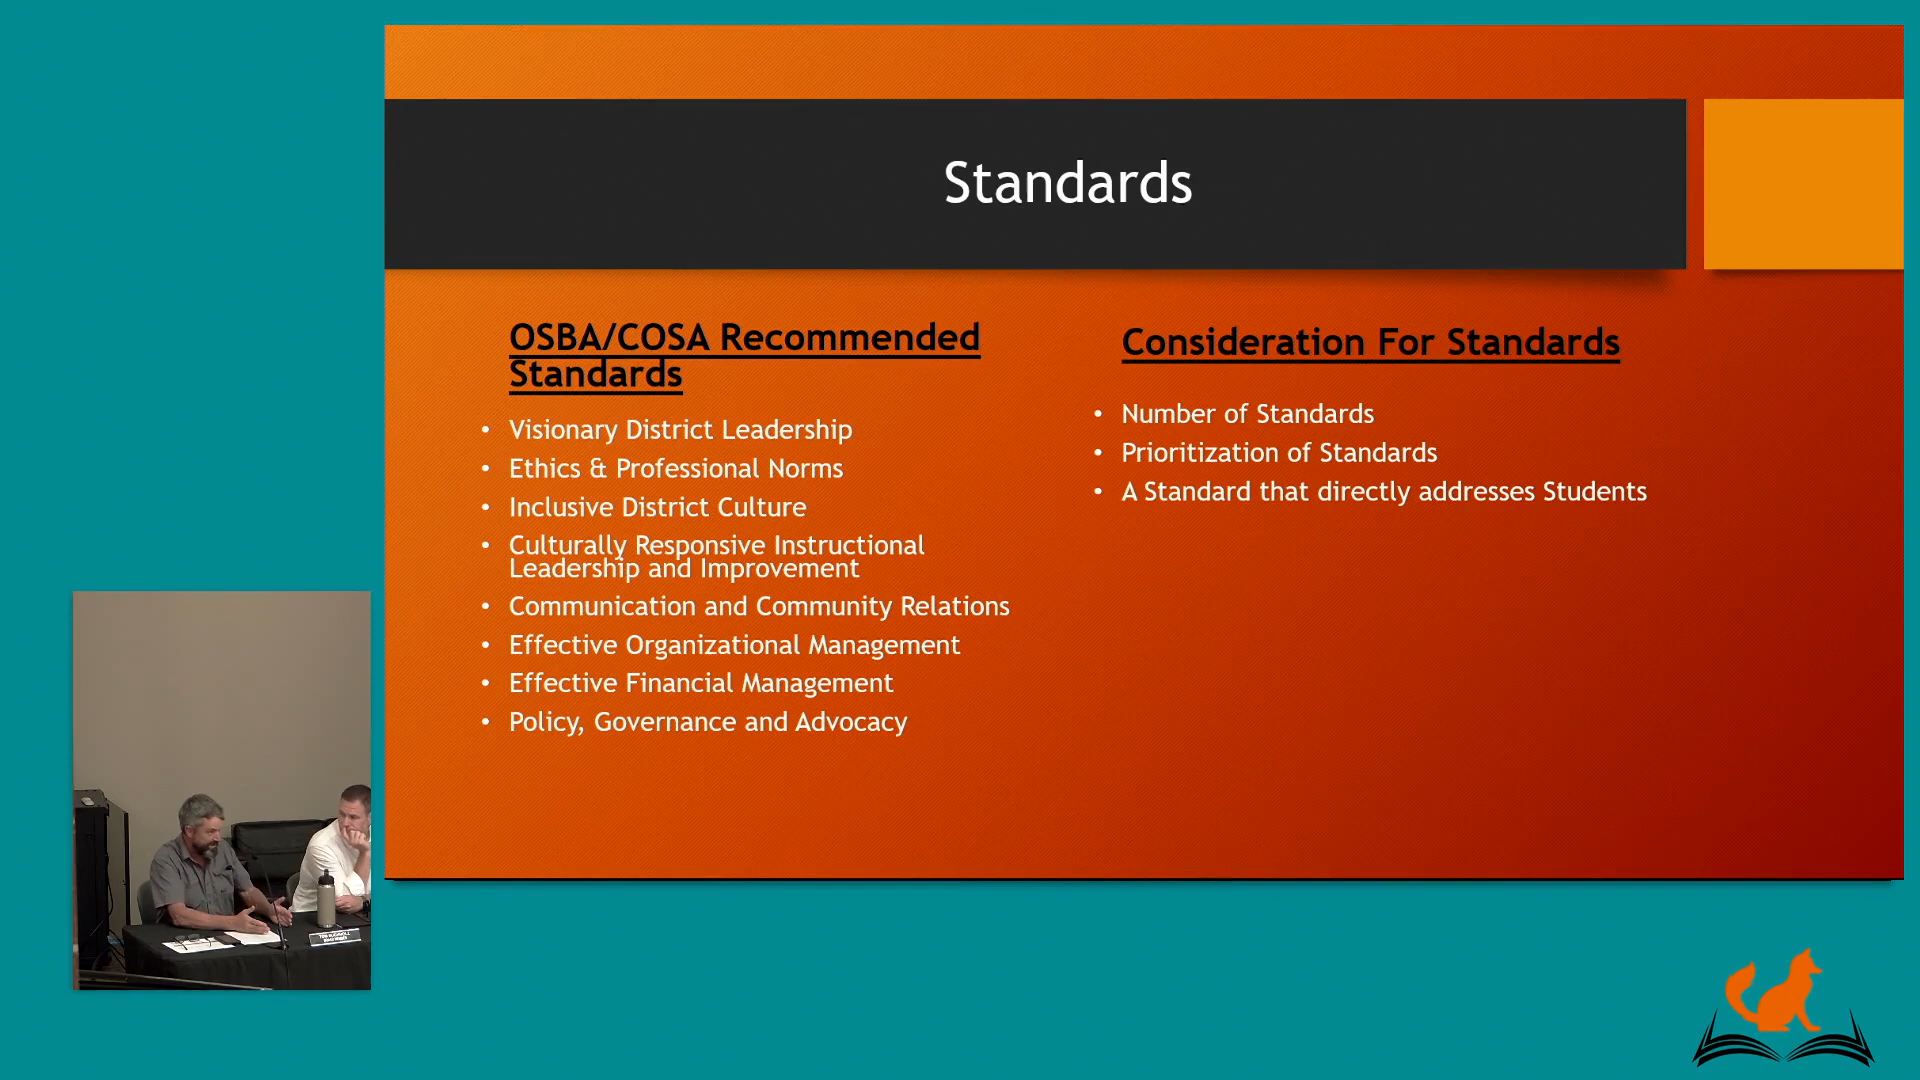 Standards
OSBA/COSA Recommended
Standards
• Visionary District Leadership
• Ethics & Professional Norms
• Inclusive District Culture
• Culturally Responsive Instructional
Leadership and Improvement
• Communication and Community Relations
• Effective Organizational Management
• Effective Financial Management
• Policy, Governance and Advocacy
Consideration For Standards
• Number of Standards
• Prioritization of Standards
• A Standard that directly addresses Students